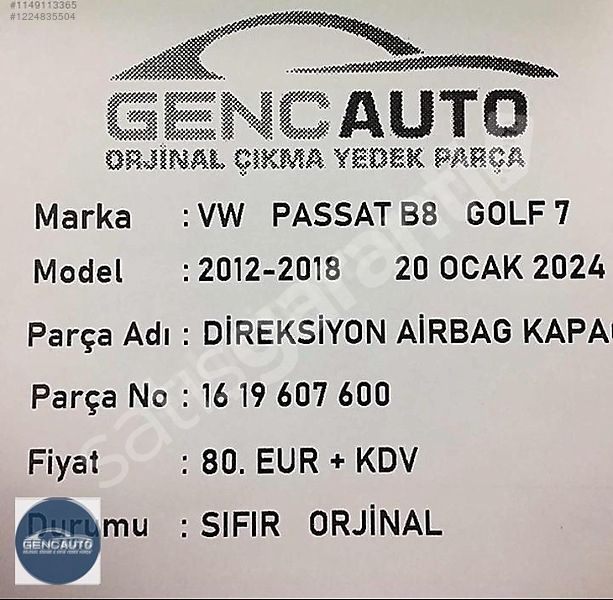 #1149113365
#1224835504
GENCAUTO
ORJİNAL ÇIKMA YEDEK PARÇA
Marka : VW PASSAT B8 GOLF 7
Model : 2012-2018 20 OCAK 2024
Parça Adı : DİREKSİYON AİRBAG KAPA
Parça No : 16 19 607 600
Fiyat : 80. EUR + KDV
Durumu : SIFIR ORJİNAL
GENCAUTO